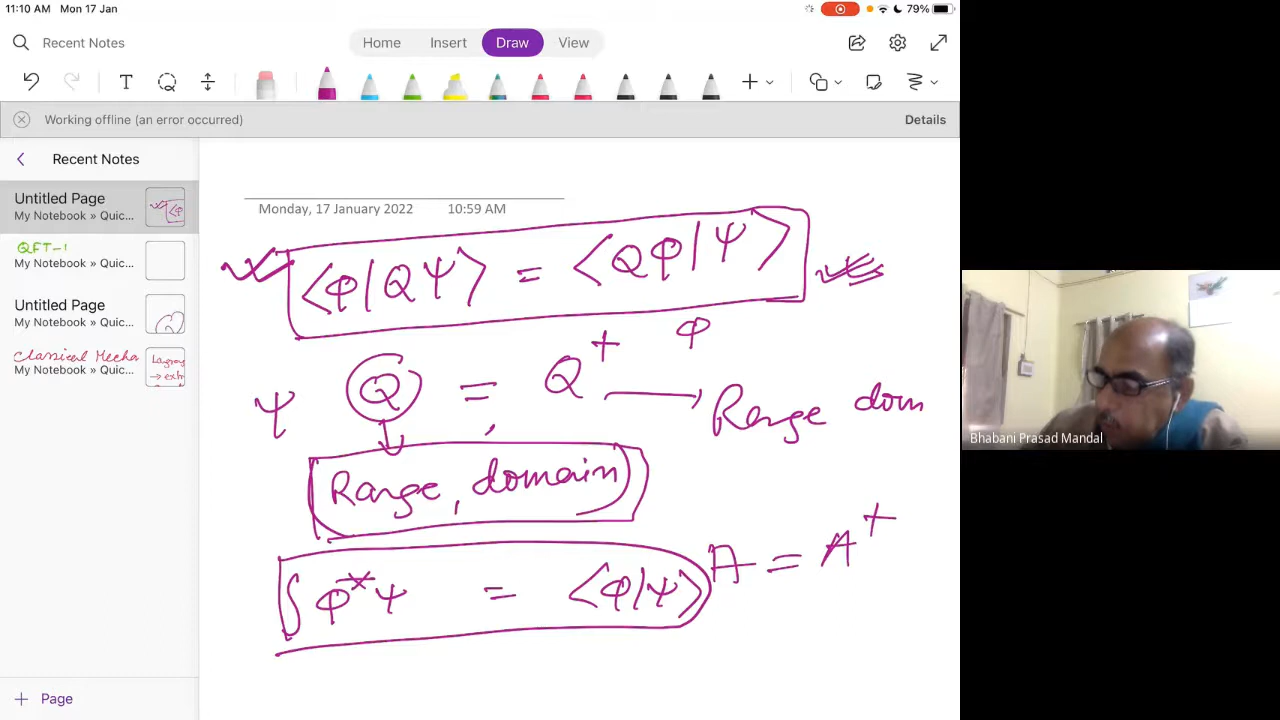 11:10 AM Mon 17 Jan
79%
Recent Notes
Home Insert Draw View
Working offline (an error occurred)
Details
Recent Notes
Untitled Page
My Notebook » Quic...
QFT-1
My Notebook » Quic...
Untitled Page
My Notebook » Quic...
Classical Mecha
My Notebook » Quic...
Page
Monday, 17 January 2022 10:59 AM
⟨φ|Qψ⟩ = ⟨Qφ|ψ⟩
φ
ψ Q = Q† → Range dom
Range, domain
∫φ*ψ = ⟨φ|ψ⟩
A = A†
Bhabani Prasad Mandal